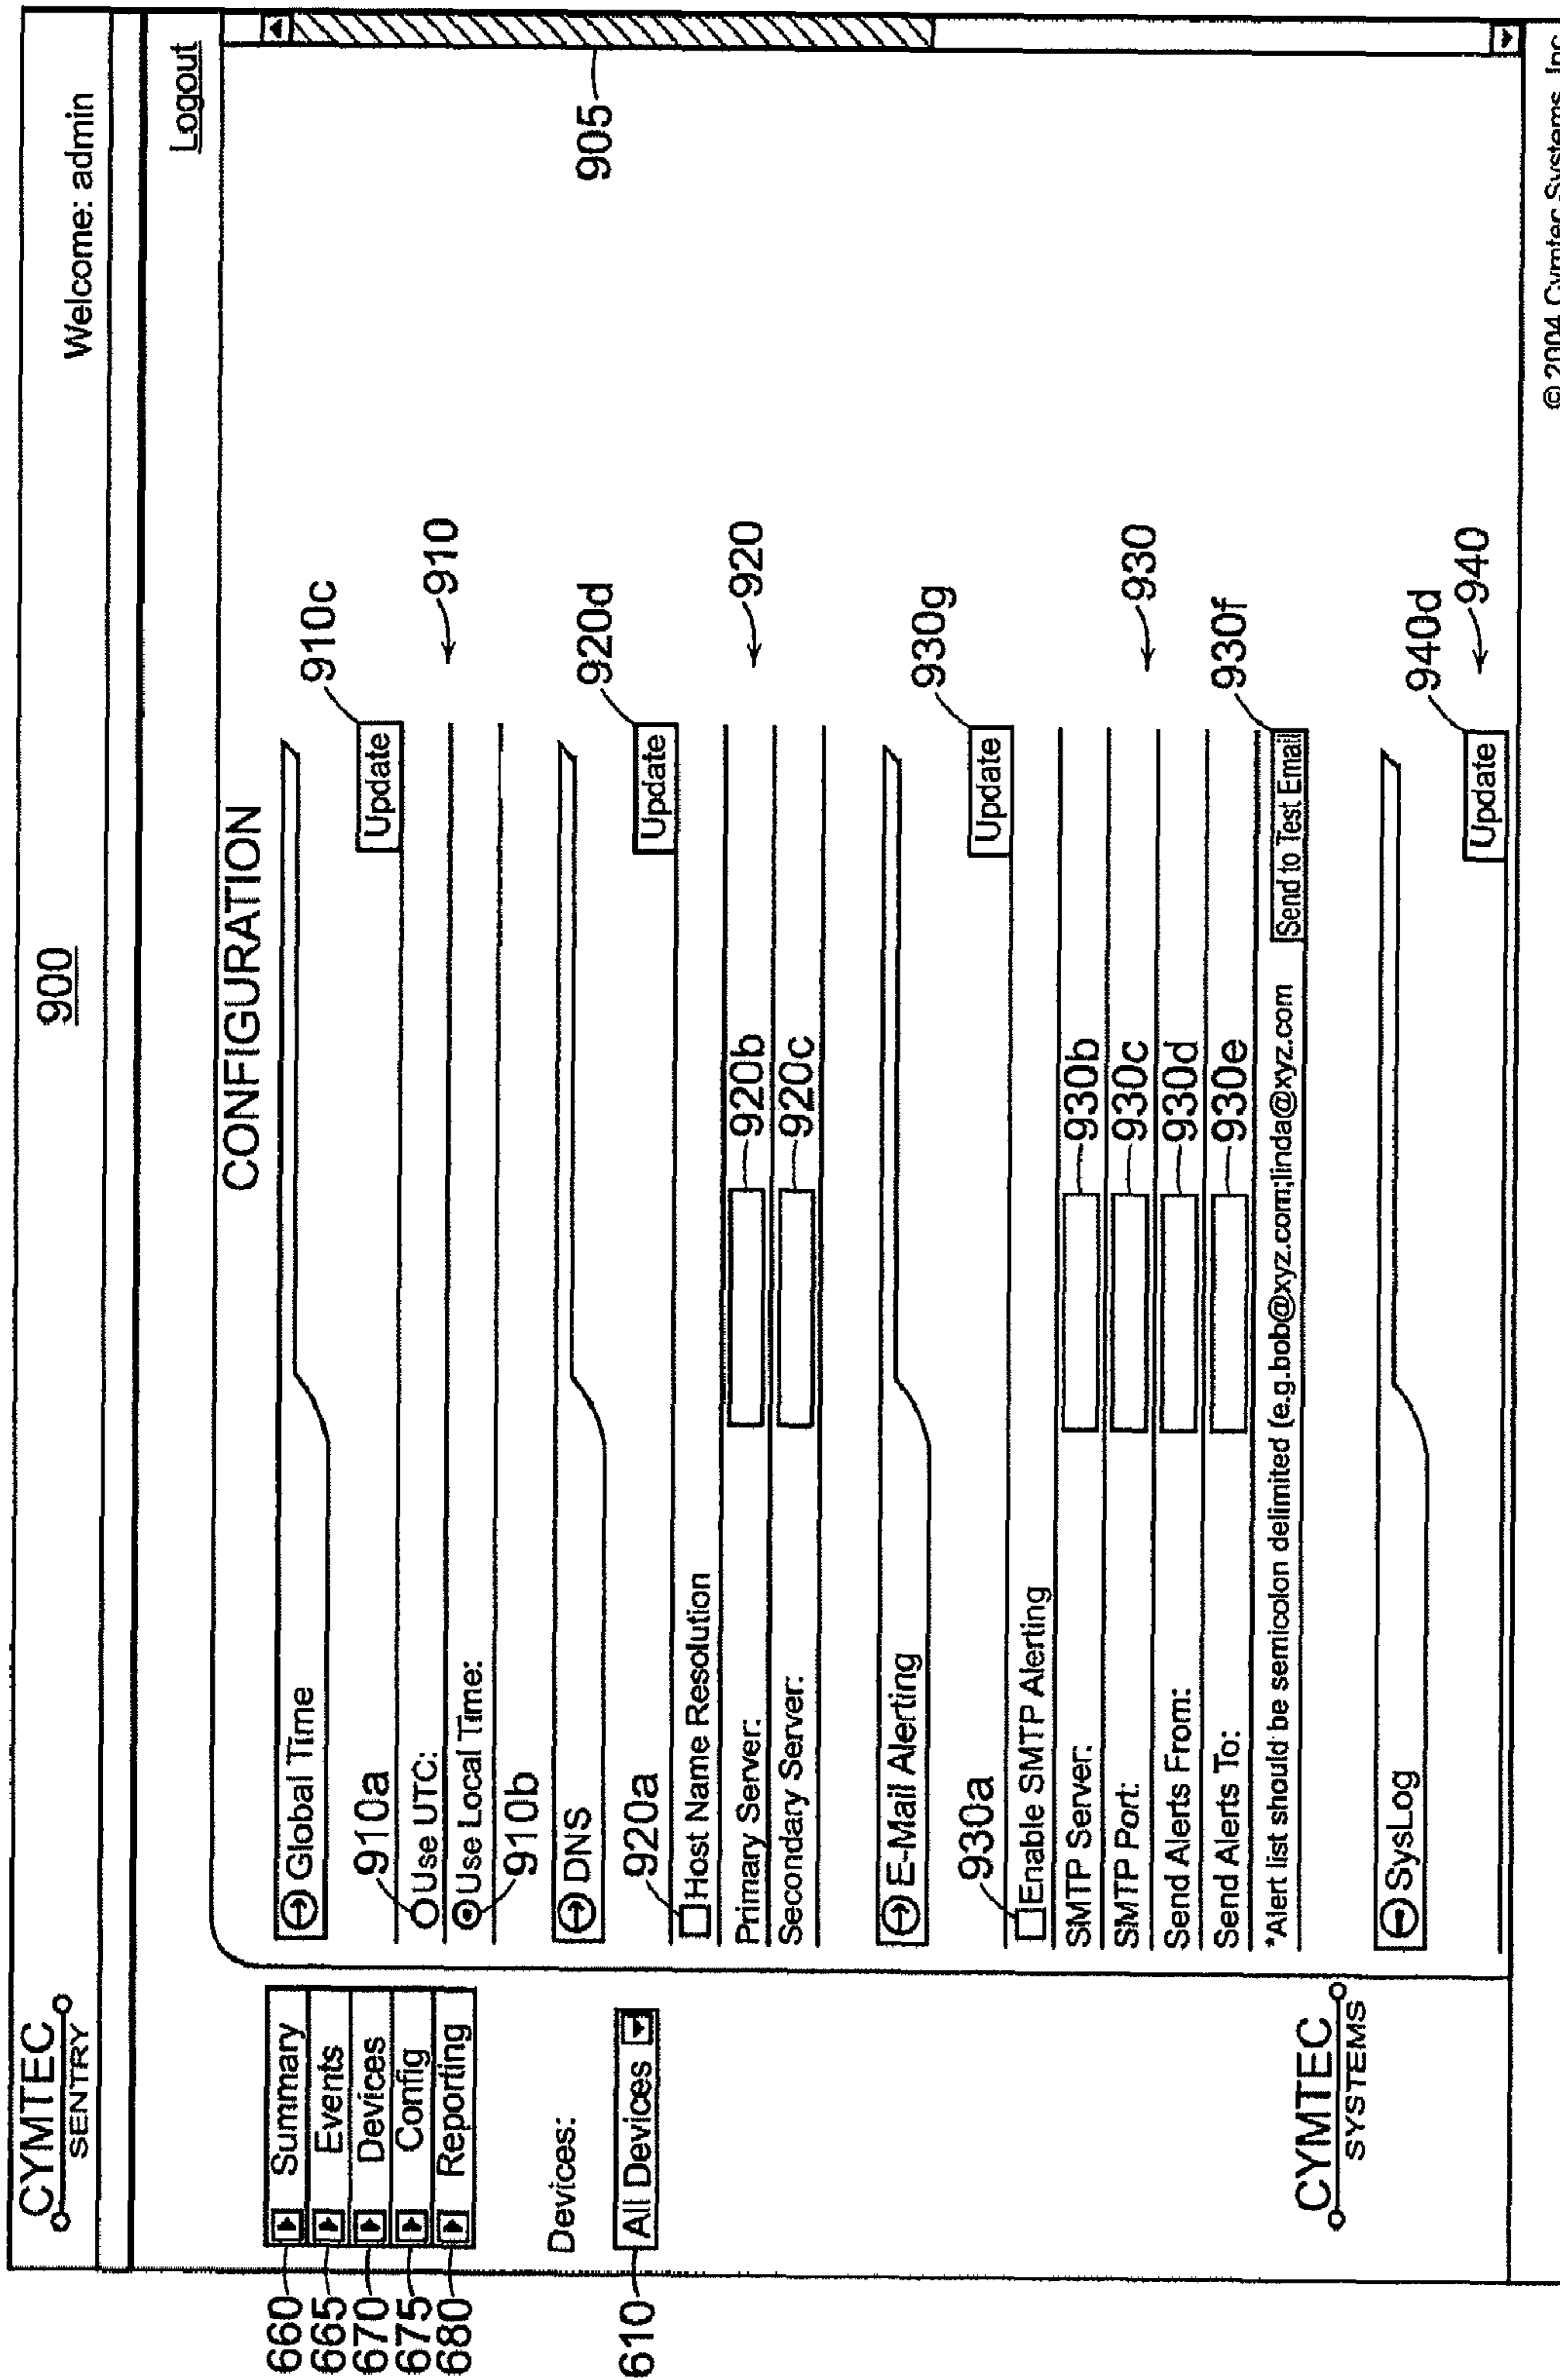 900
CYMTEC
SENTRY
Welcome: admin
Logout
660 Summary
665 Events
670 Devices
675 Config
680 Reporting
Devices:
610 All Devices
CYMTEC
SYSTEMS
CONFIGURATION
905
Global Time
910c
910a
Update
Use UTC:
910
Use Local Time:
910b
DNS
920d
920a
Update
Host Name Resolution
Primary Server:
920b
920
Secondary Server:
920c
E-Mail Alerting
930g
930a
Update
Enable SMTP Alerting
SMTP Server:
930b
SMTP Port:
930c
930
Send Alerts From:
930d
Send Alerts To:
930e
930f
*Alert list should be semicolon delimited (e.g.bob@xyz.com;linda@xyz.com
Send to Test Email
SysLog
940d
Update
940
© 2004 Cymtec Systems, Inc.